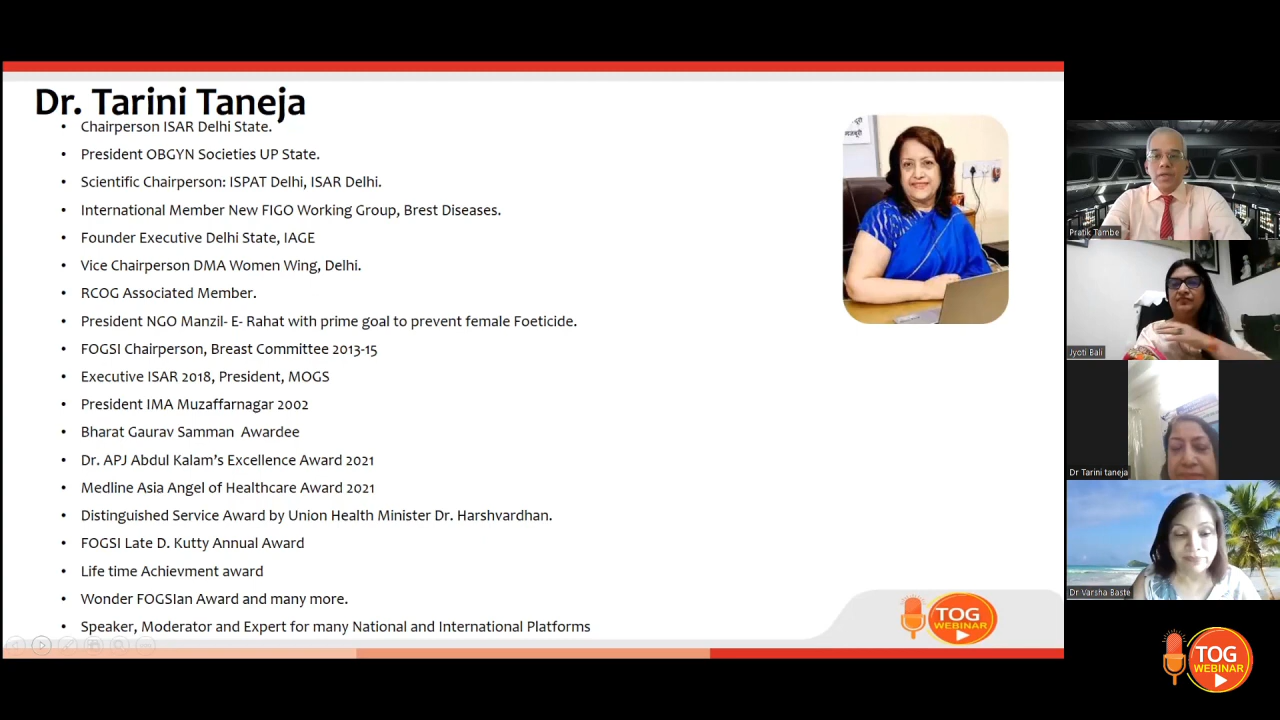 Dr. Tarini Taneja
• Chairperson ISAR Delhi State.
• President OBGYN Societies UP State.
• Scientific Chairperson: ISPAT Delhi, ISAR Delhi.
• International Member New FIGO Working Group, Brest Diseases.
• Founder Executive Delhi State, IAGE
• Vice Chairperson DMA Women Wing, Delhi.
• RCOG Associated Member.
• President NGO Manzil- E- Rahat with prime goal to prevent female Foeticide.
• FOGSI Chairperson, Breast Committee 2013-15
• Executive ISAR 2018, President, MOGS
• President IMA Muzaffarnagar 2002
• Bharat Gaurav Samman  Awardee
• Dr. APJ Abdul Kalam's Excellence Award 2021
• Medline Asia Angel of Healthcare Award 2021
• Distinguished Service Award by Union Health Minister Dr. Harshvardhan.
• FOGSI Late D. Kutty Annual Award
• Life time Achievment award
• Wonder FOGSIan Award and many more.
• Speaker, Moderator and Expert for many National and International Platforms
TOG
WEBINAR
Pratik Tambe
Jyoti Bali
Dr Tarini taneja
Dr Varsha Baste
TOG
WEBINAR